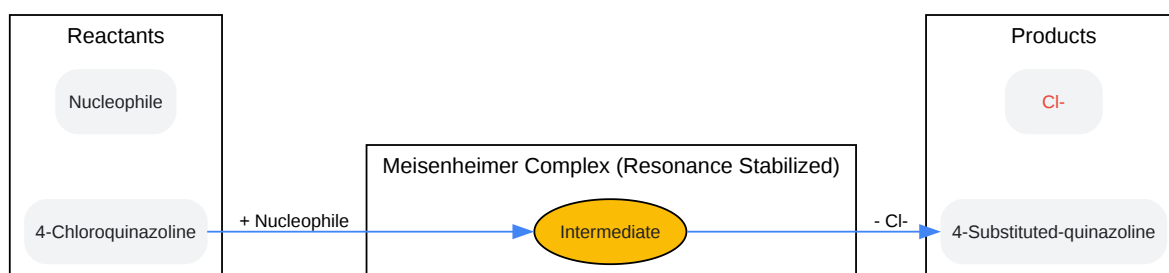 Reactants
Nucleophile
4-Chloroquinazoline
+ Nucleophile
Meisenheimer Complex (Resonance Stabilized)
Intermediate
- Cl-
Products
Cl-
4-Substituted-quinazoline